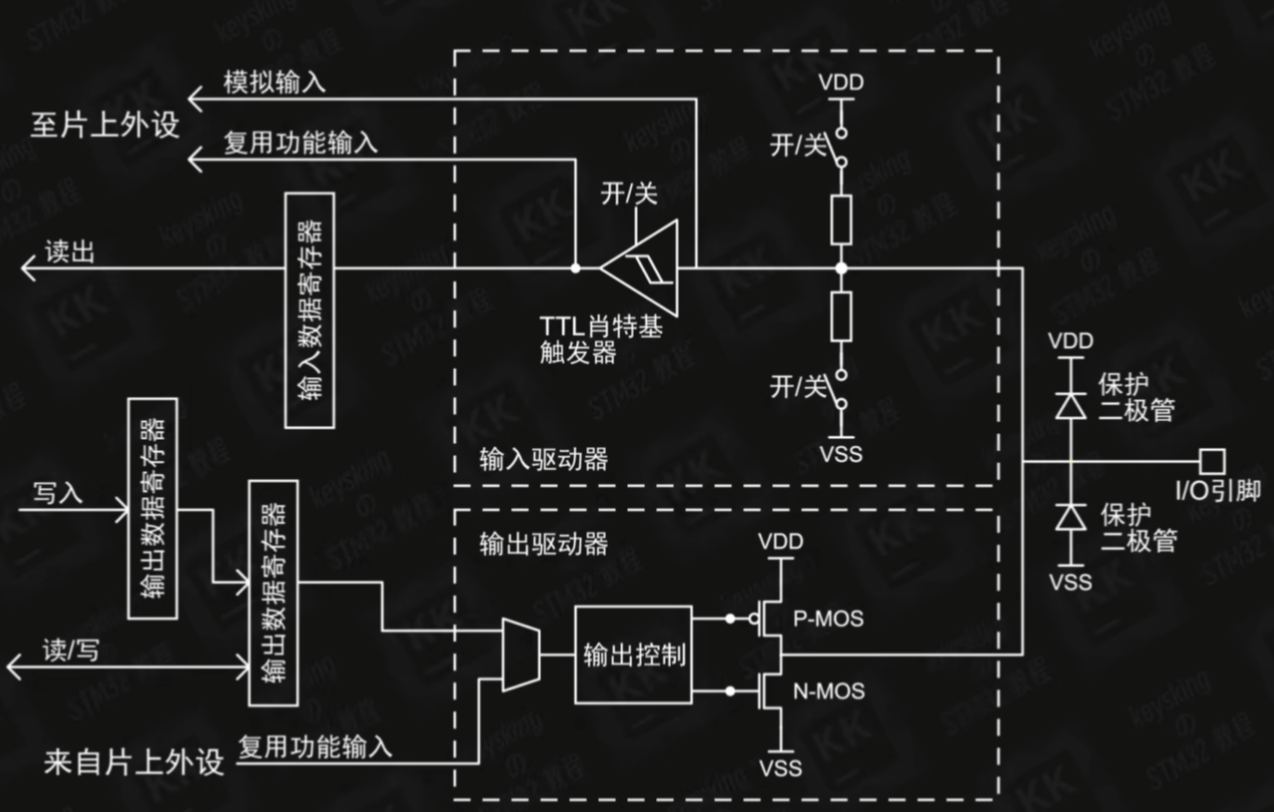 模拟输入
至片上外设
复用功能输入
读出
输入数据寄存器
开/关
TTL肖特基
触发器
VDD
开/关
开/关
VSS
输入驱动器
VDD
保护
二极管
I/O引脚
保护
二极管
VSS
写入
输出数据寄存器
输出数据寄存器
读/写
来自片上外设
复用功能输入
输出驱动器
输出控制
VDD
P-MOS
N-MOS
VSS
keysking
の
STM32 教程
KK